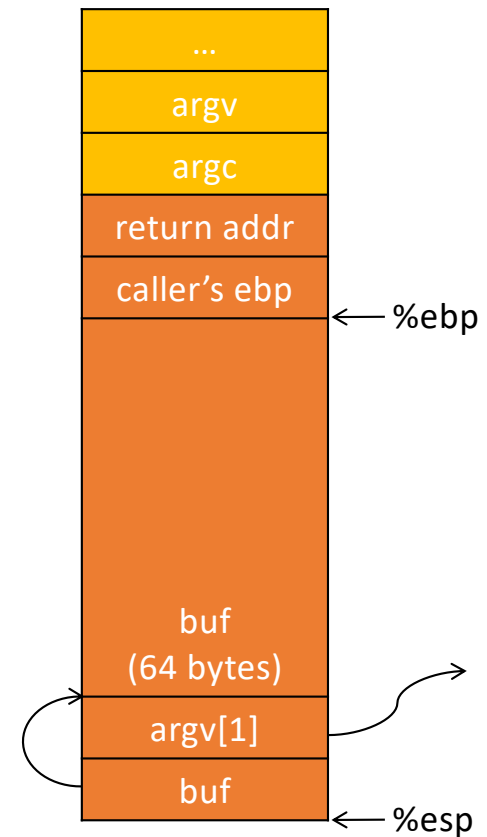 ...
argv
argc
return addr
caller’s ebp
%ebp
buf
(64 bytes)
argv[1]
buf
%esp